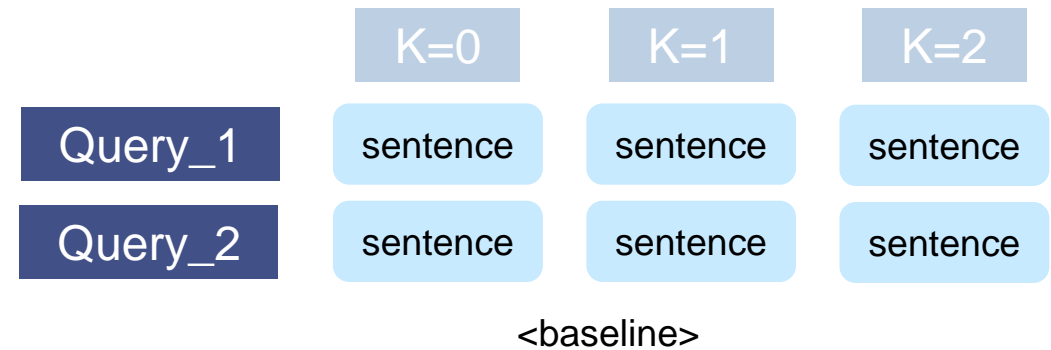 K=0 K=1 K=2
Query_1 sentence sentence sentence
Query_2 sentence sentence sentence
<baseline>